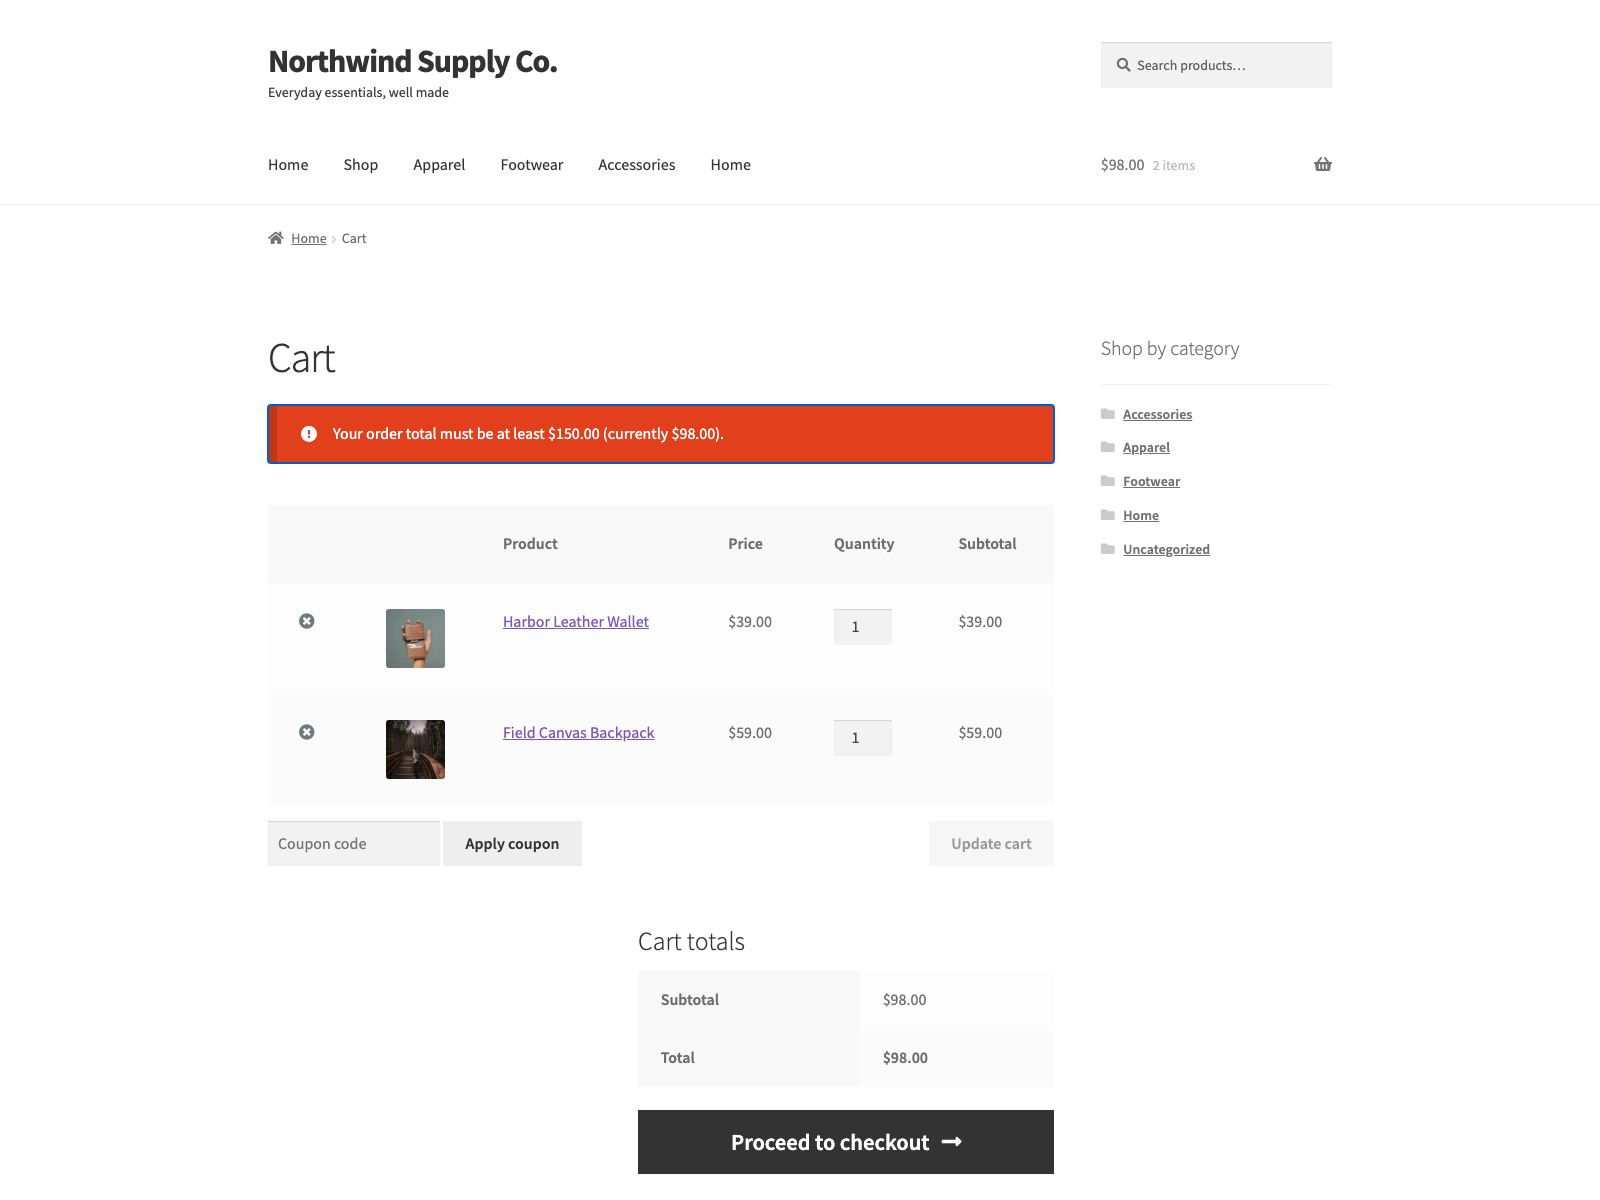 Northwind Supply Co.
Everyday essentials, well made
Search products…
Home Shop Apparel Footwear Accessories Home
$98.00 2 items
Home Cart
Cart
Your order total must be at least $150.00 (currently $98.00).
Product Price Quantity Subtotal
Harbor Leather Wallet $39.00 1 $39.00
Field Canvas Backpack $59.00 1 $59.00
Coupon code Apply coupon Update cart
Cart totals
Subtotal $98.00
Total $98.00
Proceed to checkout
Shop by category
Accessories
Apparel
Footwear
Home
Uncategorized